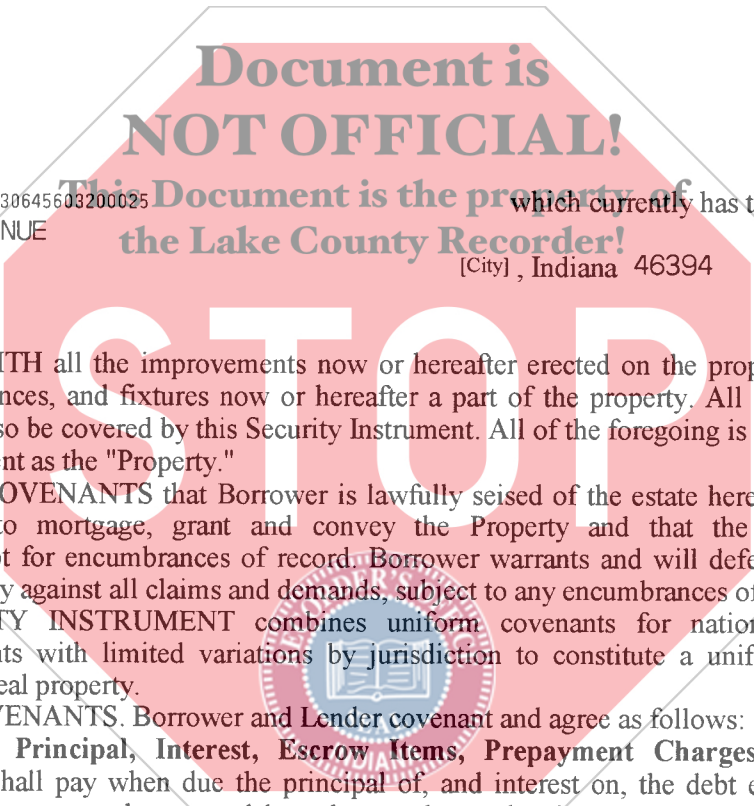 Document is
NOT OFFICIAL!
This Document is the property of
the Lake County Recorder!
30645603200025 which currently has
NUE
[City] , Indiana 46394
STOP
ITH all the improvements now or hereafter erected on the prop
nces, and fixtures now or hereafter a part of the property. All
so be covered by this Security Instrument. All of the foregoing is
nt as the "Property."
OVENANTS that Borrower is lawfully seised of the estate here
to mortgage, grant and convey the Property and that the
t for encumbrances of record. Borrower warrants and will defe
y against all claims and demands, subject to any encumbrances of
TY INSTRUMENT combines uniform covenants for nation
nts with limited variations by jurisdiction to constitute a unif
eal property.
VENANTS. Borrower and Lender covenant and agree as follows:
Principal, Interest, Escrow Items, Prepayment Charges
hall pay when due the principal of, and interest on, the debt e
RECORDER'S OFFICE